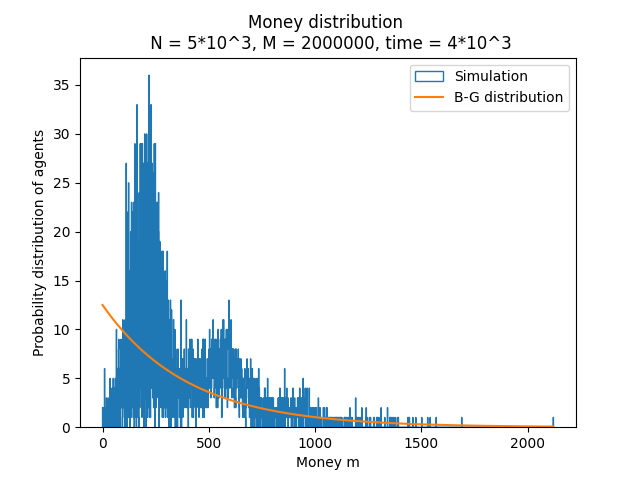 Money distribution
N = 5*10^3, M = 2000000, time = 4*10^3
Simulation
B-G distribution
Probability distribution of agents
35
30
25
20
15
10
5
0
0 500 1000 1500 2000
Money m